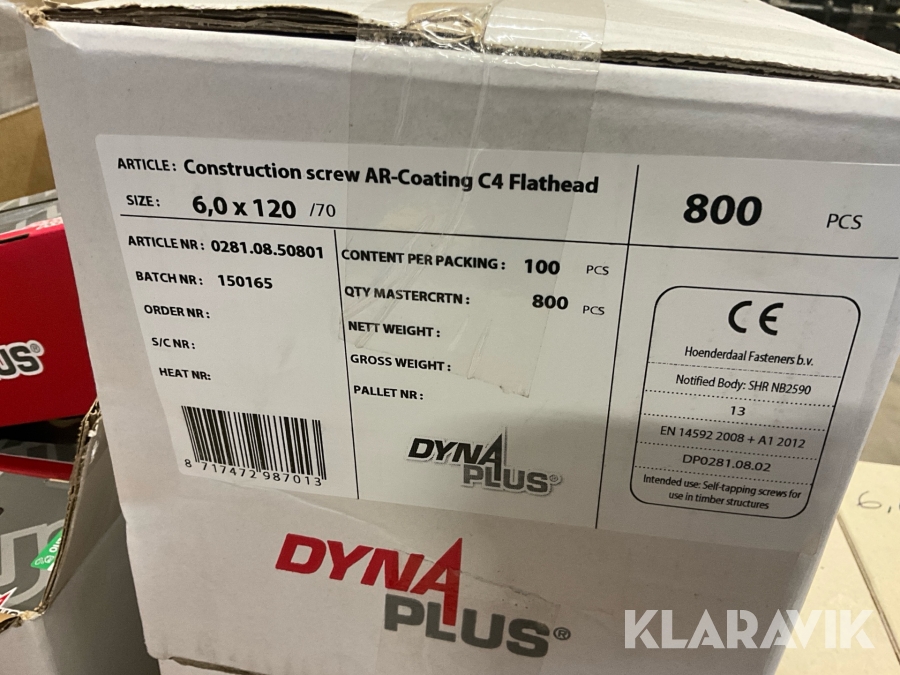 ARTICLE: Construction screw AR-Coating C4 Flathead
SIZE: 6,0 x 120 /70
800 PCS
ARTICLE NR: 0281.08.50801
BATCH NR: 150165
ORDER NR:
S/C NR:
HEAT NR:
8 717472 987013
CONTENT PER PACKING: 100 PCS
QTY MASTERCRTN: 800 PCS
NETT WEIGHT:
GROSS WEIGHT:
PALLET NR:
DYNA
PLUS®
CE
Hoenderdaal Fasteners b.v.
Notified Body: SHR NB2590
13
EN 14592 2008 + A1 2012
DP0281.08.02
Intended use: Self-tapping screws for
use in timber structures
DYNA
PLUS®
US®
6,
KLARAVIK